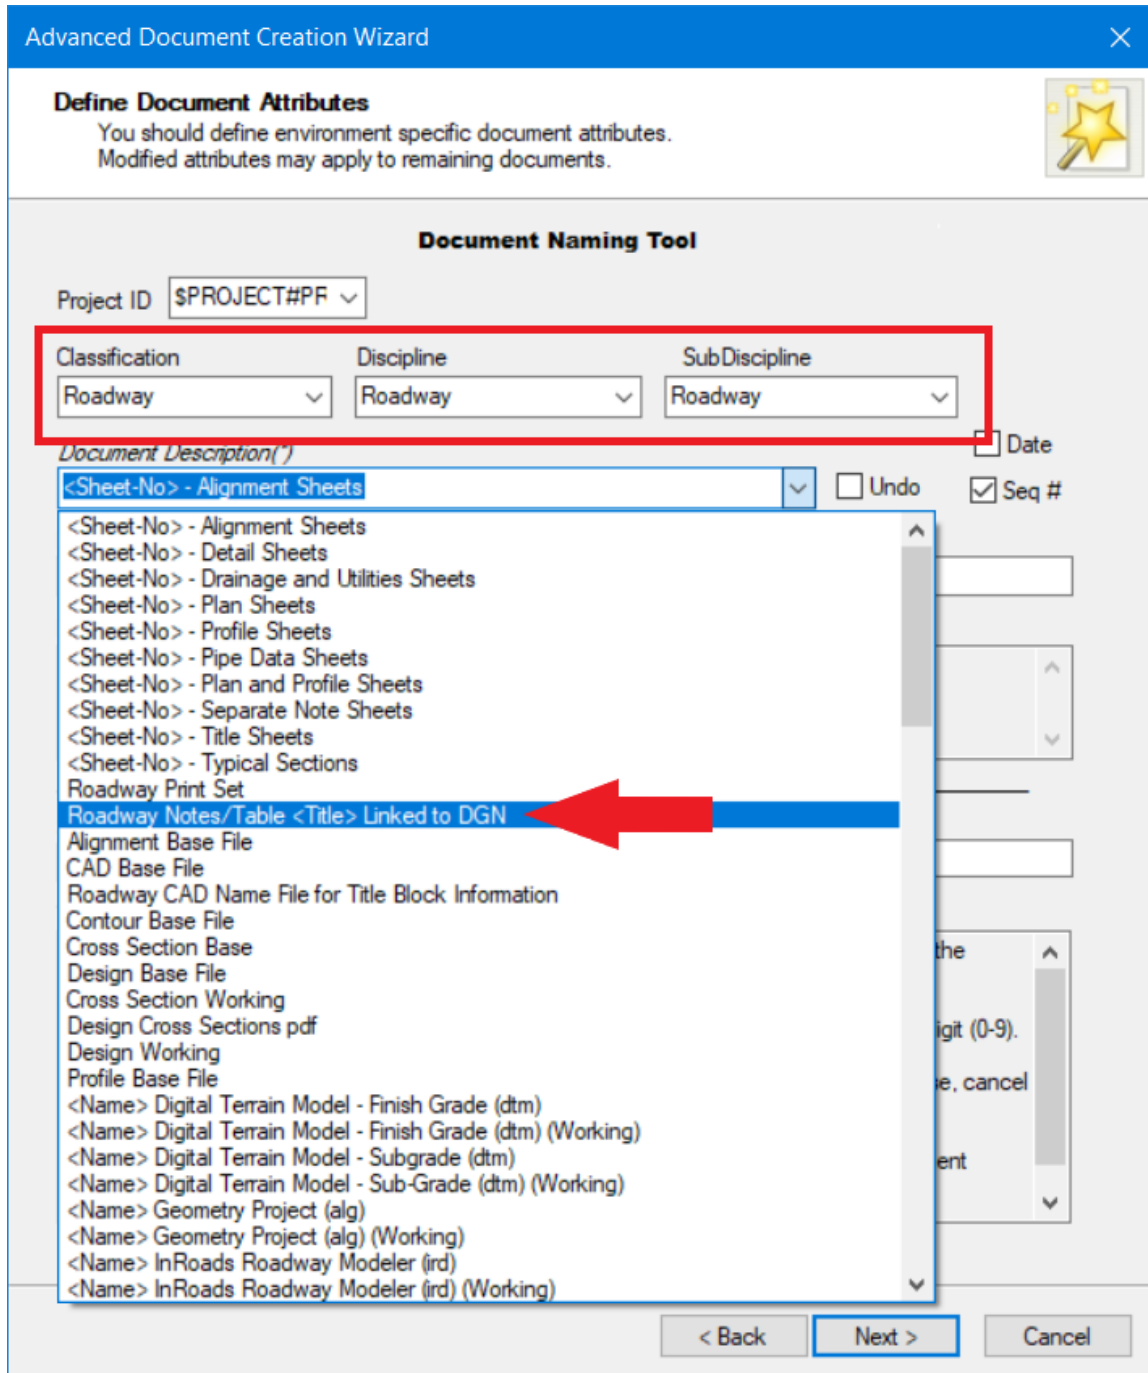 Advanced Document Creation Wizard
Define Document Attributes
You should define environment specific document attributes.
Modified attributes may apply to remaining documents.
Document Naming Tool
Project ID $PROJECT#PR
Classification Discipline SubDiscipline
Roadway Roadway Roadway
Document Description(*) Date
<Sheet-No> - Alignment Sheets Undo Seq #
<Sheet-No> - Alignment Sheets
<Sheet-No> - Detail Sheets
<Sheet-No> - Drainage and Utilities Sheets
<Sheet-No> - Plan Sheets
<Sheet-No> - Profile Sheets
<Sheet-No> - Pipe Data Sheets
<Sheet-No> - Plan and Profile Sheets
<Sheet-No> - Separate Note Sheets
<Sheet-No> - Title Sheets
<Sheet-No> - Typical Sections
Roadway Print Set
Roadway Notes/Table <Title> Linked to DGN
Alignment Base File
CAD Base File
Roadway CAD Name File for Title Block Information
Contour Base File
Cross Section Base the
Design Base File
Cross Section Working
Design Cross Sections pdf igit (0-9).
Design Working
Profile Base File se, cancel
<Name> Digital Terrain Model - Finish Grade (dtm)
<Name> Digital Terrain Model - Finish Grade (dtm) (Working)
<Name> Digital Terrain Model - Subgrade (dtm) ent
<Name> Digital Terrain Model - Sub-Grade (dtm) (Working)
<Name> Geometry Project (alg)
<Name> Geometry Project (alg) (Working)
<Name> InRoads Roadway Modeler (ird)
<Name> InRoads Roadway Modeler (ird) (Working)
< Back Next > Cancel